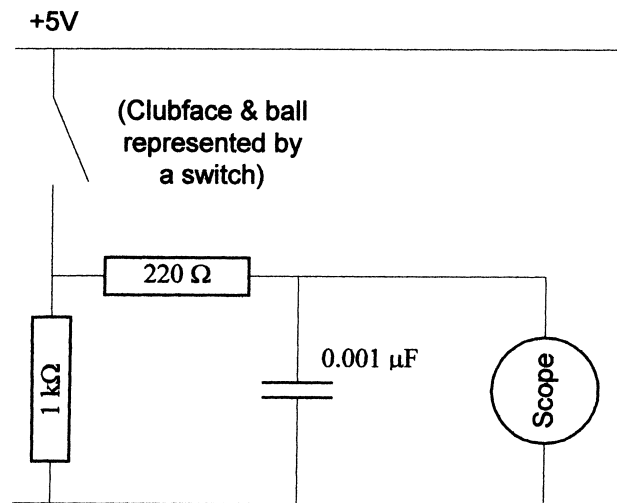 +5V
(Clubface & ball
represented by
a switch)
220 Ω
0.001 µF
1 kΩ
Scope